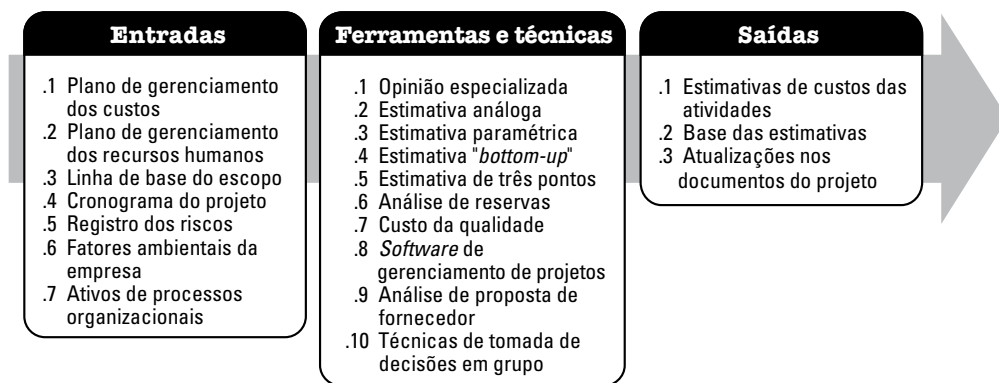 Entradas
.1 Plano de gerenciamento
dos custos
.2 Plano de gerenciamento
dos recursos humanos
.3 Linha de base do escopo
.4 Cronograma do projeto
.5 Registro dos riscos
.6 Fatores ambientais da
empresa
.7 Ativos de processos
organizacionais
Ferramentas e técnicas
.1 Opinião especializada
.2 Estimativa análoga
.3 Estimativa paramétrica
.4 Estimativa "bottom-up"
.5 Estimativa de três pontos
.6 Análise de reservas
.7 Custo da qualidade
.8 Software de
gerenciamento de projetos
.9 Análise de proposta de
fornecedor
.10 Técnicas de tomada de
decisões em grupo
Saídas
.1 Estimativas de custos das
atividades
.2 Base das estimativas
.3 Atualizações nos
documentos do projeto